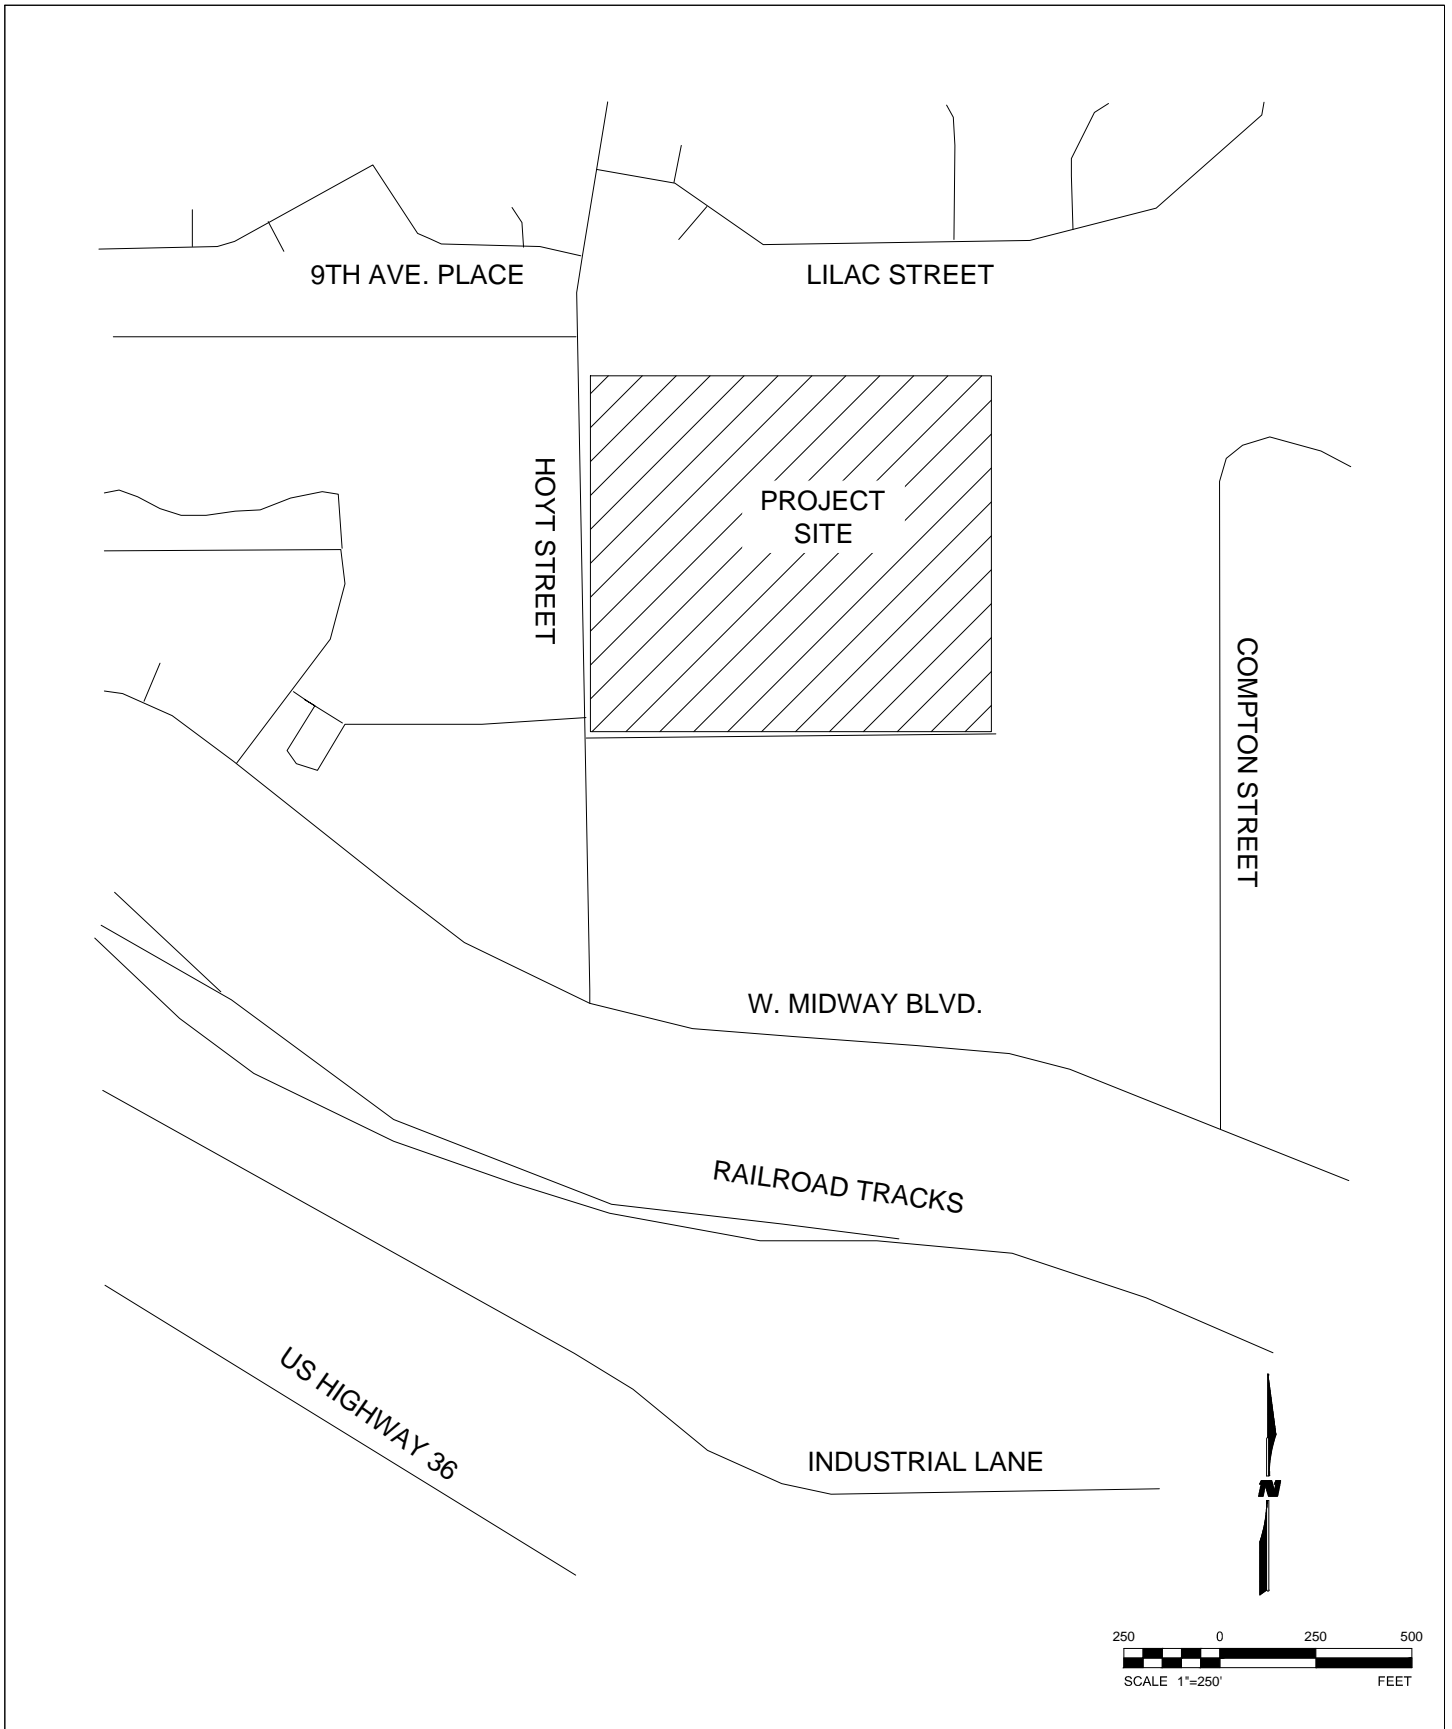 9TH AVE. PLACE
LILAC STREET
HOYT STREET
PROJECT
SITE
COMPTON STREET
W. MIDWAY BLVD.
RAILROAD TRACKS
US HIGHWAY 36
INDUSTRIAL LANE
N
250 0 250 500
SCALE 1"=250' FEET